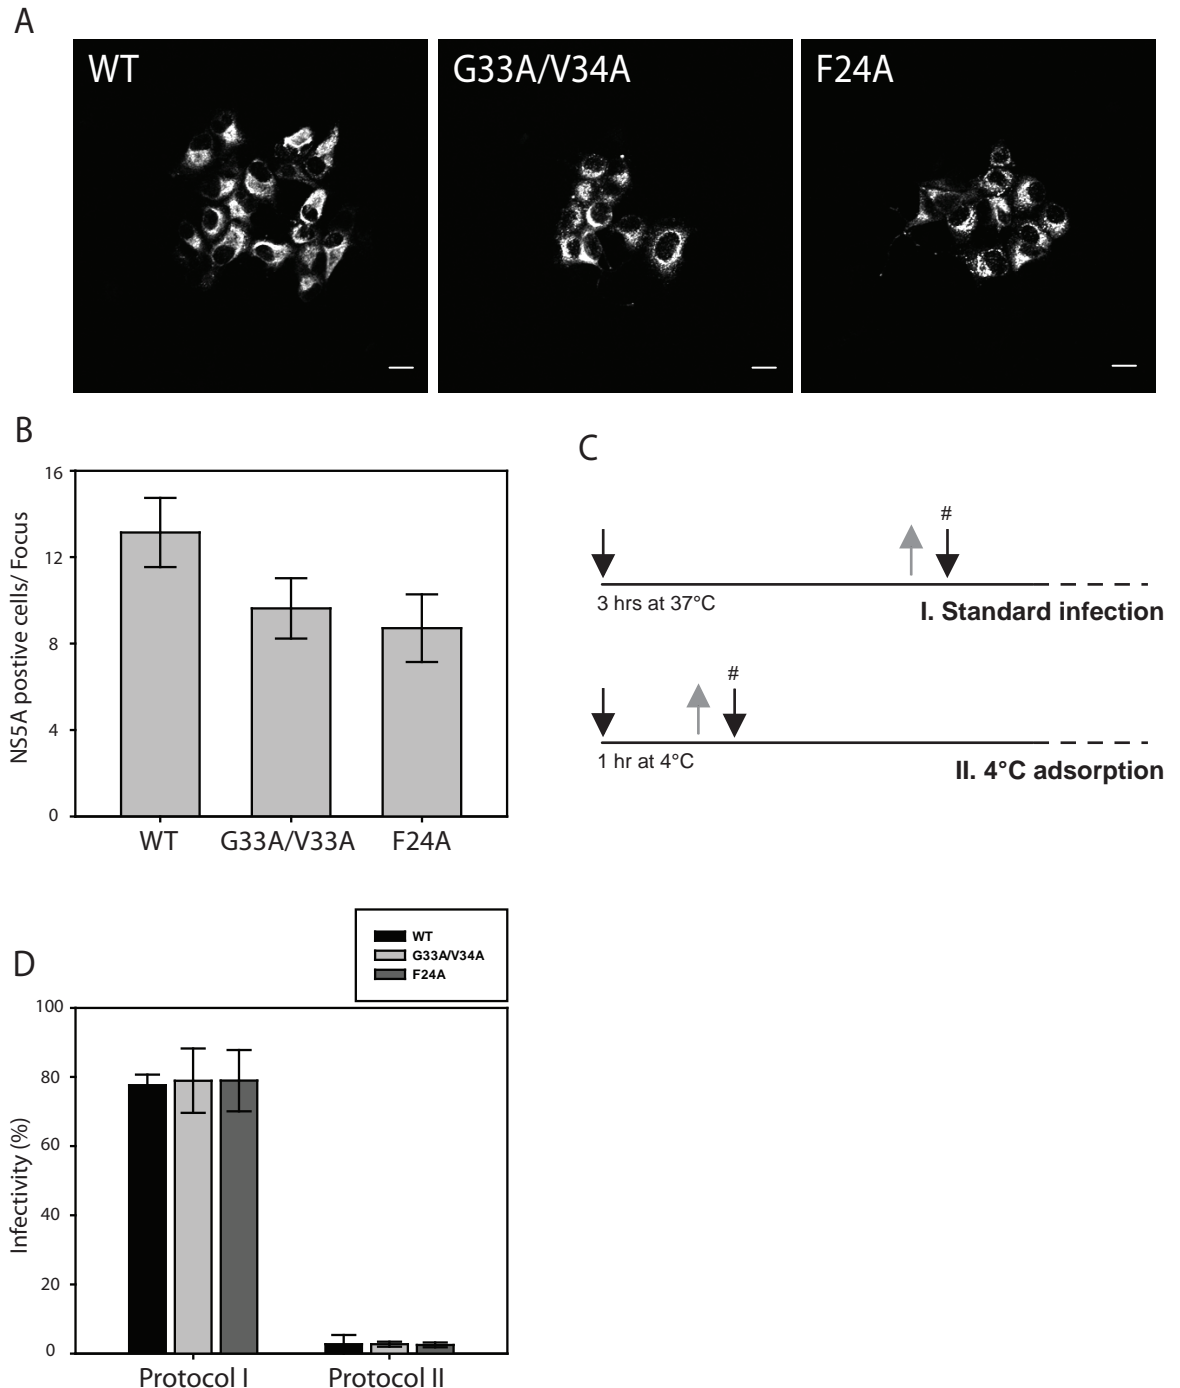 A
WT
G33A/V34A
F24A
B
NS5A postive cells/ Focus
16
12
8
4
0
WT
G33A/V33A
F24A
C
#
3 hrs at 37°C
I. Standard infection
#
1 hr at 4°C
II. 4°C adsorption
D
WT
G33A/V34A
F24A
Infectivity (%)
100
80
60
40
20
0
Protocol I
Protocol II